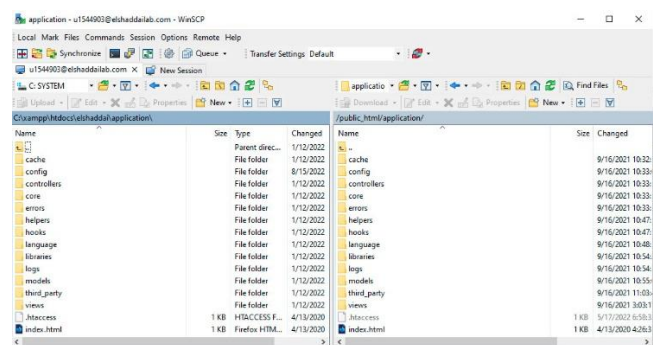 application - u1544903@elshaddailab.com - WinSCP
Local Mark Files Commands Session Options Remote Help
Synchronize Queue Transfer Settings Default
u1544903@elshaddailab.com X New Session
C: SYSTEM applicatio Find Files
Upload Edit Properties New Download Edit Properties New
C:\xampp\htdocs\elshaddai\application\ /public_html/application/
Name Size Type Changed Name Size Changed
.. Parent direc... 1/12/2022 ..
cache File folder 1/12/2022 cache 9/16/2021 10:32:
config File folder 8/15/2022 config 9/16/2021 10:33:
controllers File folder 1/12/2022 controllers 9/16/2021 10:33:
core File folder 1/12/2022 core 9/16/2021 10:33:
errors File folder 1/12/2022 errors 9/16/2021 10:33:
helpers File folder 1/12/2022 helpers 9/16/2021 10:47:
hooks File folder 1/12/2022 hooks 9/16/2021 10:47:
language File folder 1/12/2022 language 9/16/2021 10:48:
libraries File folder 1/12/2022 libraries 9/16/2021 10:54:
logs File folder 1/12/2022 logs 9/16/2021 10:54:
models File folder 1/12/2022 models 9/16/2021 10:55:
third_party File folder 1/12/2022 third_party 9/16/2021 11:03:
views File folder 1/12/2022 views 9/16/2021 3:03:1
.htaccess 1 KB HTACCESS F... 4/13/2020 .htaccess 1 KB 5/17/2022 6:58:3
index.html 1 KB Firefox HTM... 4/13/2020 index.html 1 KB 4/13/2020 4:26:3